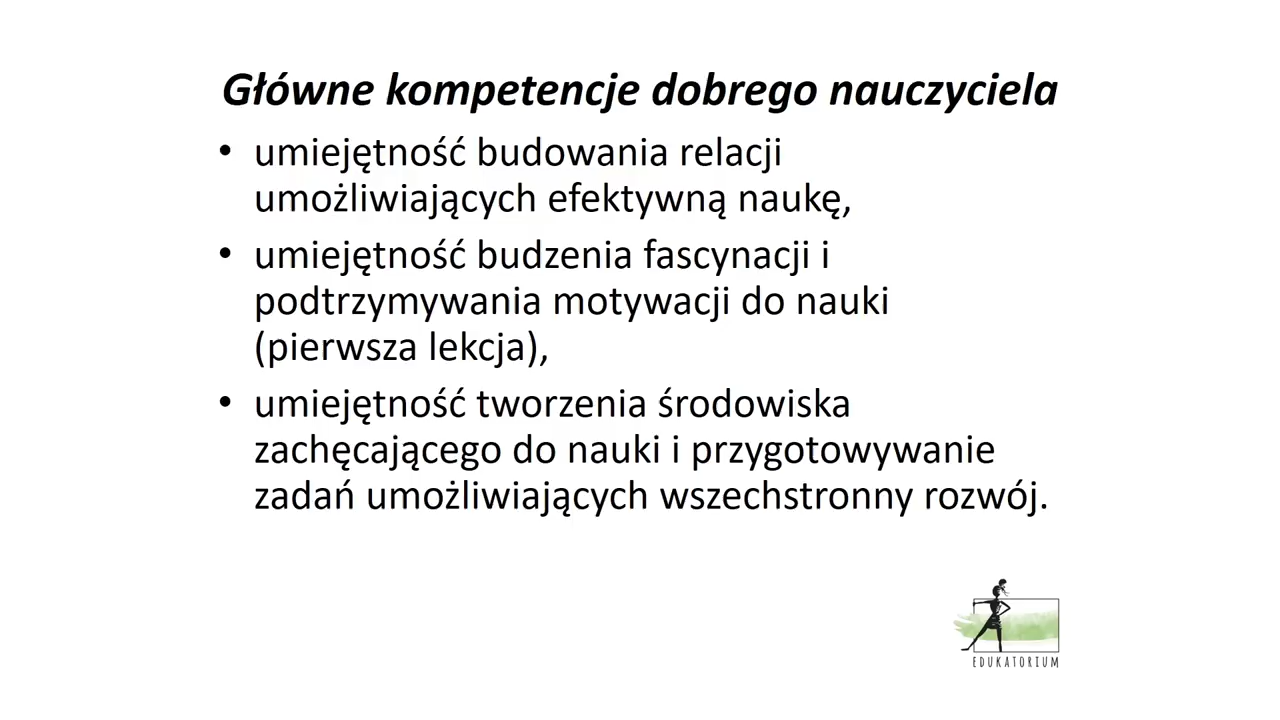 Główne kompetencje dobrego nauczyciela
• umiejętność budowania relacji
umożliwiających efektywną naukę,
• umiejętność budzenia fascynacji i
podtrzymywania motywacji do nauki
(pierwsza lekcja),
• umiejętność tworzenia środowiska
zachęcającego do nauki i przygotowywanie
zadań umożliwiających wszechstronny rozwój.
EDUKATORIUM